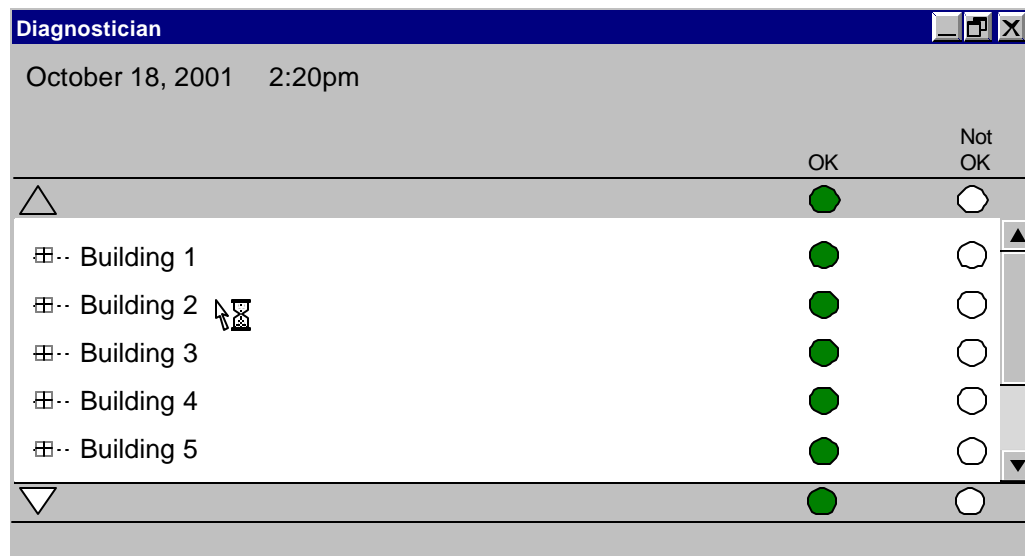 Diagnostician
October 18, 2001 2:20pm
Not
OK OK
Building 1
Building 2
Building 3
Building 4
Building 5